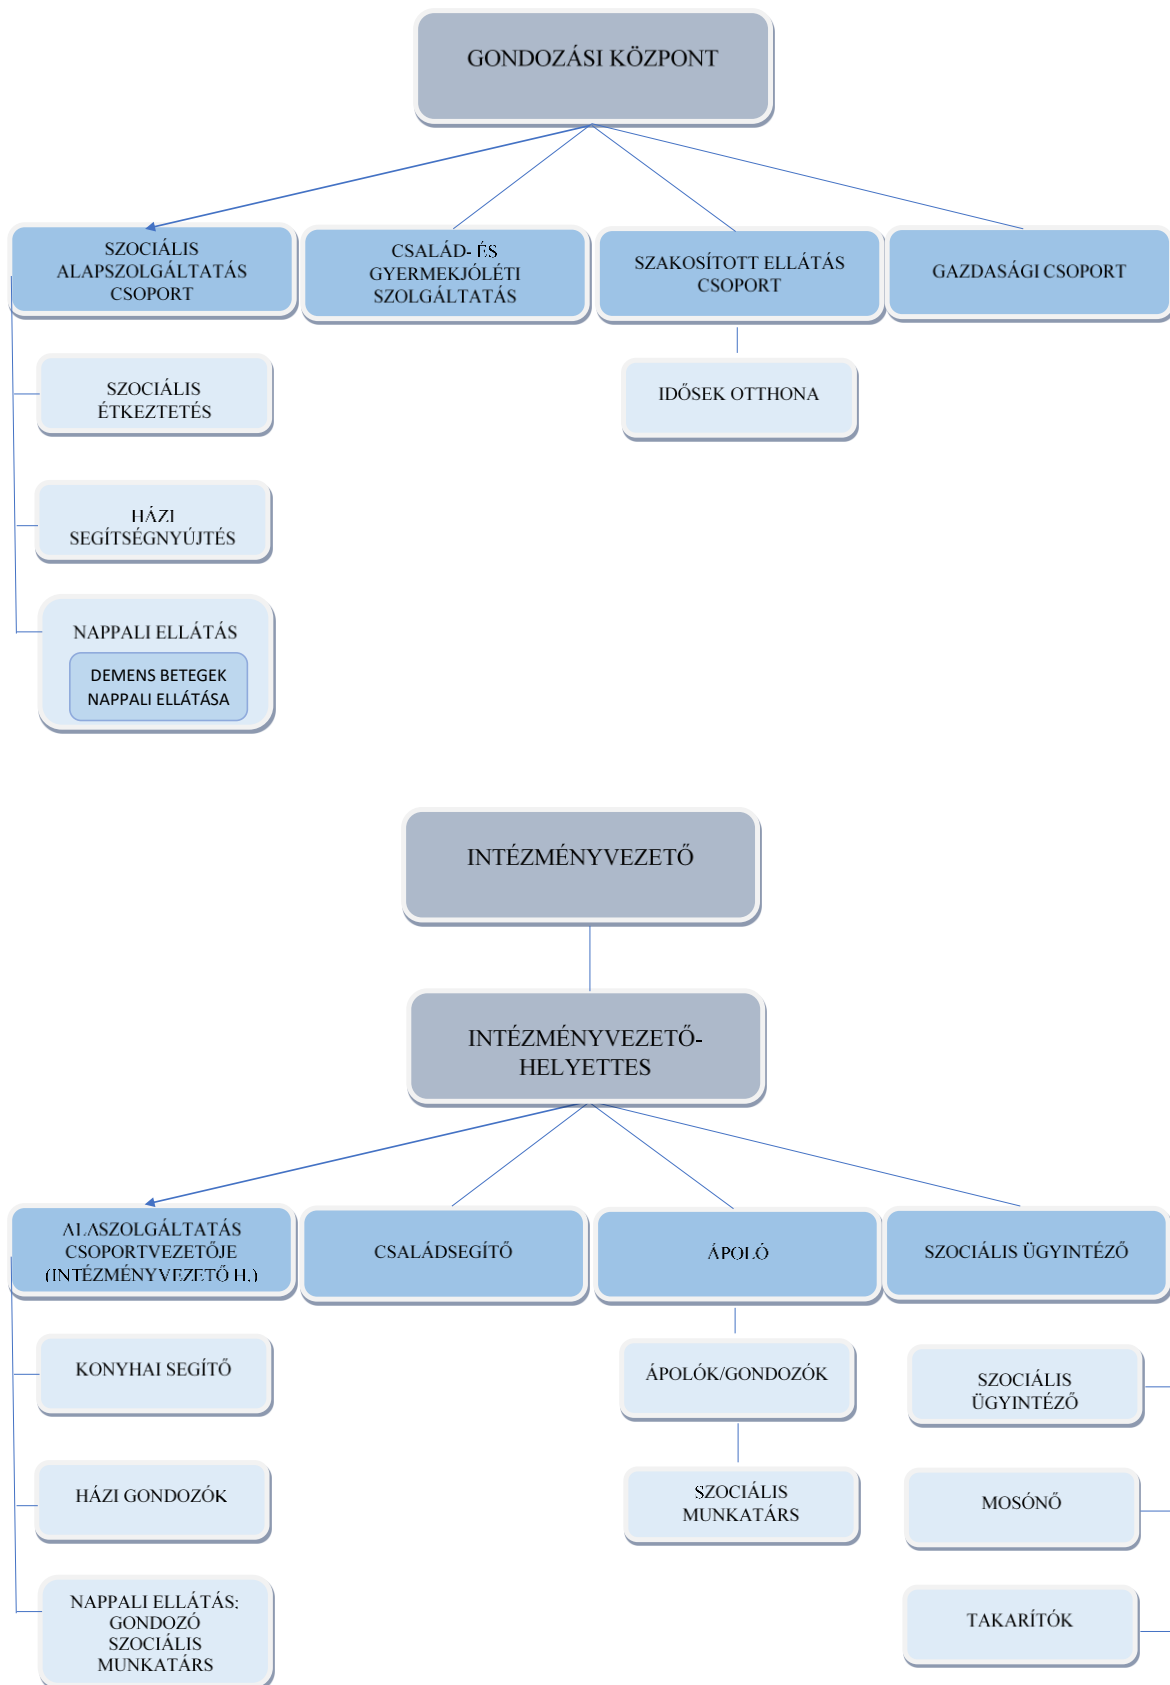 GONDOZÁSI KÖZPONT
SZOCIÁLIS
ALAPSZOLGÁLTATÁS
CSOPORT
CSALÁD- ÉS
GYERMEKJÓLÉTI
SZOLGÁLTATÁS
SZAKOSÍTOTT ELLÁTÁS
CSOPORT
GAZDASÁGI CSOPORT
SZOCIÁLIS
ÉTKEZTETÉS
IDŐSEK OTTHONA
HÁZI
SEGÍTSÉGNYÚJTÉS
NAPPALI ELLÁTÁS
DEMENS BETEGEK
NAPPALI ELLÁTÁSA
INTÉZMÉNYVEZETŐ
INTÉZMÉNYVEZETŐ-
HELYETTES
ALASZOLGÁLTATÁS
CSOPORTVEZETŐJE
(INTÉZMÉNYVEZETŐ H.)
CSALÁDSEGÍTŐ
ÁPOLÓ
SZOCIÁLIS ÜGYINTÉZŐ
KONYHAI SEGÍTŐ
ÁPOLÓK/GONDOZÓK
SZOCIÁLIS
ÜGYINTÉZŐ
HÁZI GONDOZÓK
SZOCIÁLIS
MUNKATÁRS
MOSÓNŐ
NAPPALI ELLÁTÁS:
GONDOZÓ
SZOCIÁLIS
MUNKATÁRS
TAKARÍTÓK